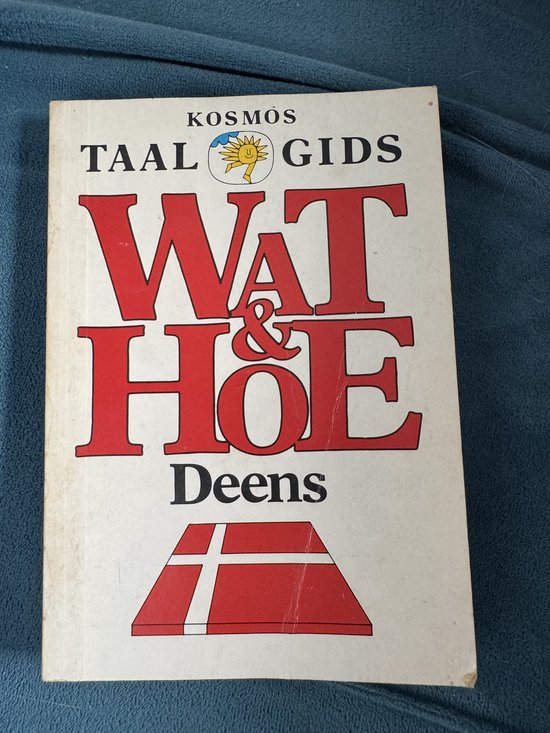 KOSMOS
TAAL GIDS
WAT
&
HOE
Deens